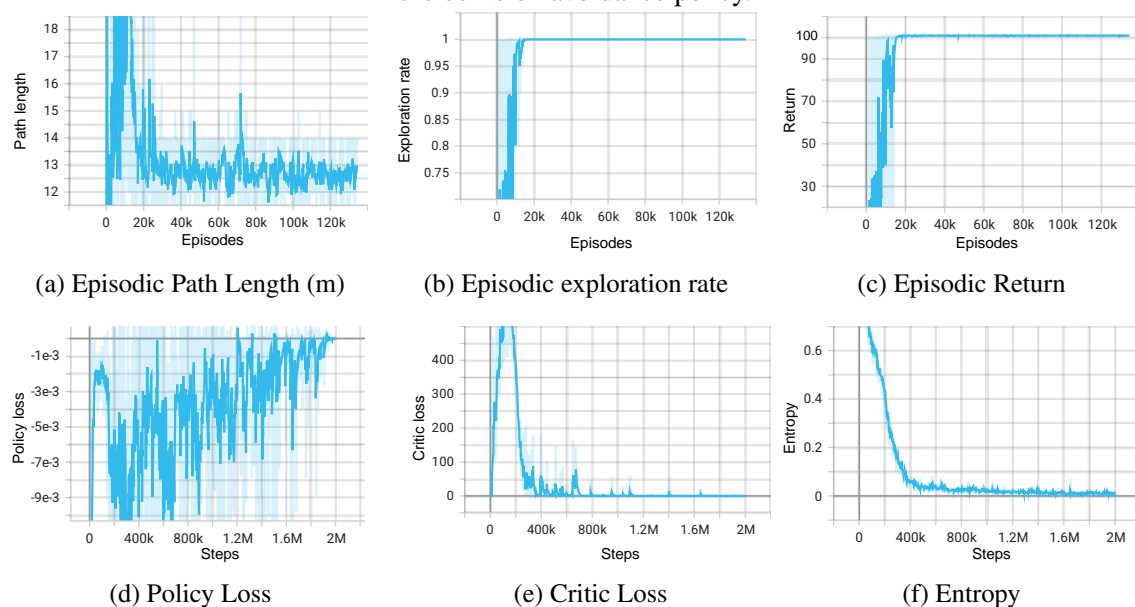 18
17
16
15
14
13
12
Path length
0 20k 40k 60k 80k 100k 120k
Episodes
(a) Episodic Path Length (m)
1
0.95
0.9
0.85
0.8
0.75
Exploration rate
0 20k 40k 60k 80k 100k 120k
Episodes
(b) Episodic exploration rate
100
90
70
50
30
Return
0 20k 40k 60k 80k 100k 120k
Episodes
(c) Episodic Return
-1e-3
-3e-3
-5e-3
-7e-3
-9e-3
Policy loss
0 400k 800k 1.2M 1.6M 2M
Steps
(d) Policy Loss
400
300
200
100
0
Critic loss
0 400k 800k 1.2M 1.6M 2M
Steps
(e) Critic Loss
0.6
0.4
0.2
0
Entropy
0 400k 800k 1.2M 1.6M 2M
Steps
(f) Entropy